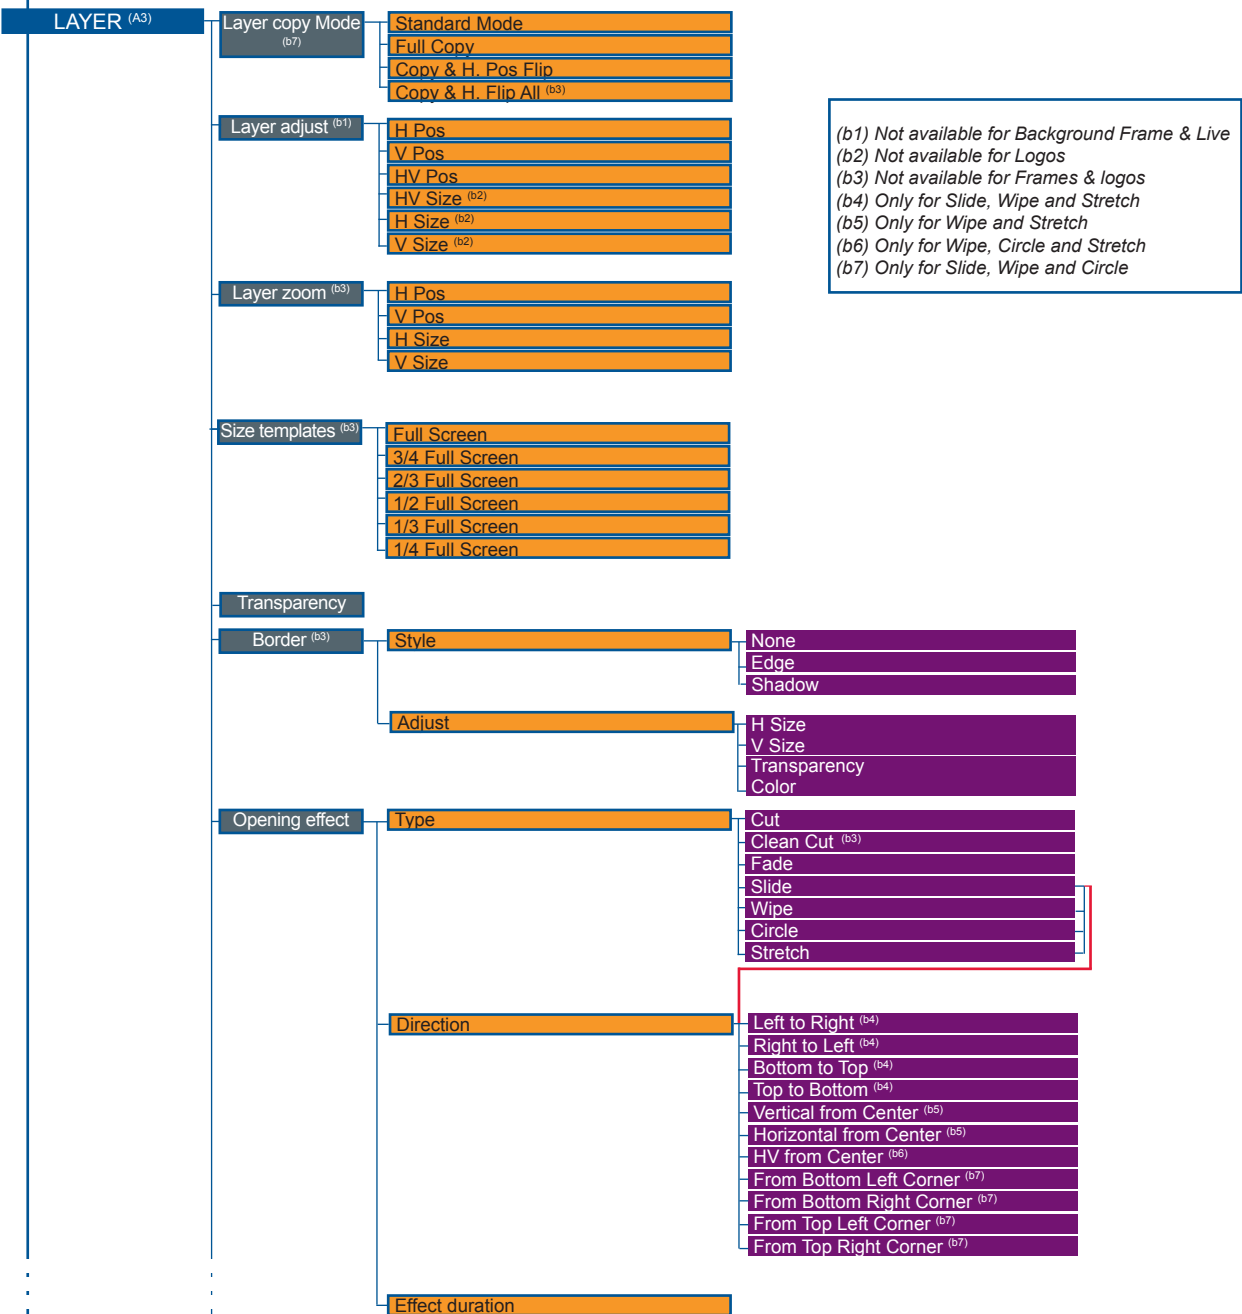 LAYER (A3)
Layer copy Mode
(b7)
Standard Mode
Full Copy
Copy & H. Pos Flip
Copy & H. Flip All (b3)
Layer adjust (b1)
H Pos
V Pos
HV Pos
HV Size (b2)
H Size (b2)
V Size (b2)
(b1) Not available for Background Frame & Live
(b2) Not available for Logos
(b3) Not available for Frames & logos
(b4) Only for Slide, Wipe and Stretch
(b5) Only for Wipe and Stretch
(b6) Only for Wipe, Circle and Stretch
(b7) Only for Slide, Wipe and Circle
Layer zoom (b3)
H Pos
V Pos
H Size
V Size
Size templates (b3)
Full Screen
3/4 Full Screen
2/3 Full Screen
1/2 Full Screen
1/3 Full Screen
1/4 Full Screen
Transparency
Border (b3)
Style
None
Edge
Shadow
Adjust
H Size
V Size
Transparency
Color
Opening effect
Type
Cut
Clean Cut (b3)
Fade
Slide
Wipe
Circle
Stretch
Direction
Left to Right (b4)
Right to Left (b4)
Bottom to Top (b4)
Top to Bottom (b4)
Vertical from Center (b5)
Horizontal from Center (b5)
HV from Center (b6)
From Bottom Left Corner (b7)
From Bottom Right Corner (b7)
From Top Left Corner (b7)
From Top Right Corner (b7)
Effect duration